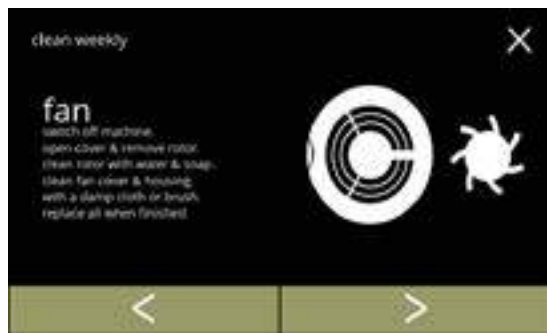 clean weekly
fan
switch off machine.
open cover & remove rotor.
clean rotor with water & soap.
clean fan cover & housing
with a damp cloth or brush.
replace all when finished